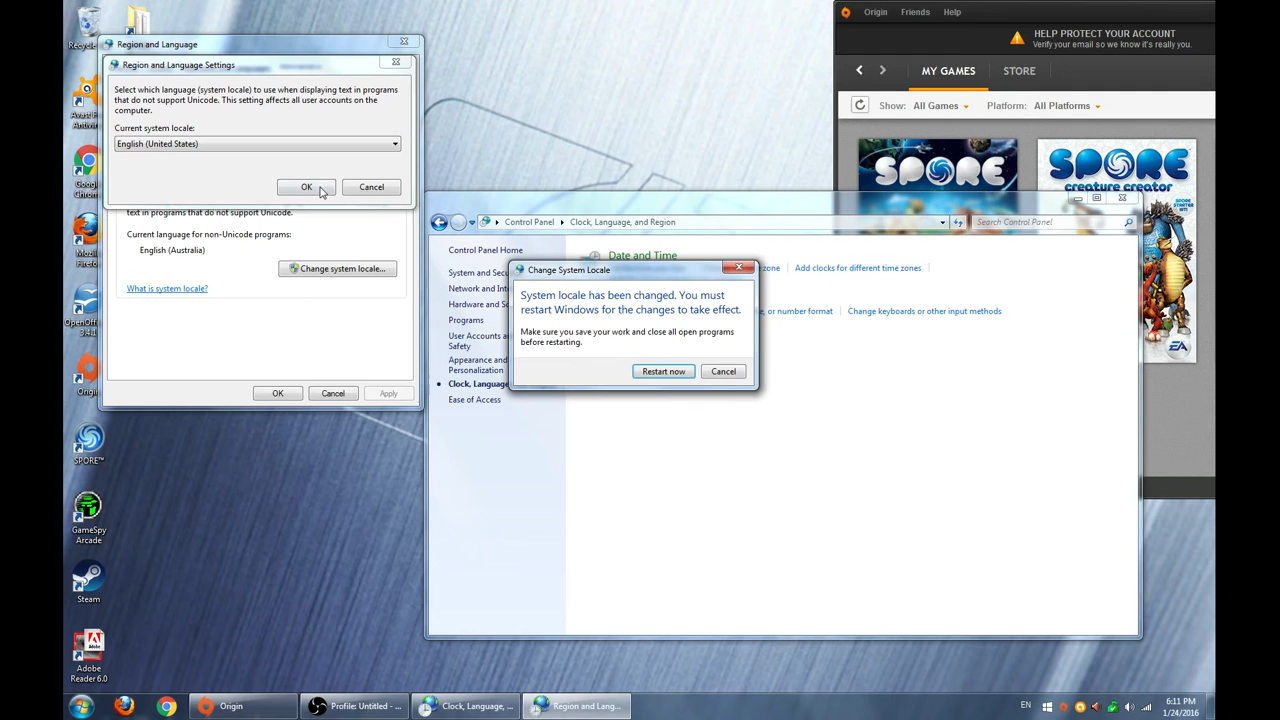 Recycle
Region and Language
Region and Language Settings
Select which language (system locale) to use when displaying text in programs
that do not support Unicode. This setting affects all user accounts on the
computer.
Current system locale:
English (United States)
OK
Cancel
text in programs that do not support Unicode.
Current language for non-Unicode programs:
English (Australia)
Change system locale...
What is system locale?
OK
Cancel
Apply
Avast F
Antivir
Googl
Chron
Mozil
Firefo
OpenOffi
3.4.1
Origi
SPORE™
GameSpy
Arcade
Steam
Adobe
Reader 6.0
Origin
Friends
Help
HELP PROTECT YOUR ACCOUNT
Verify your email so we know it's really you.
MY GAMES
STORE
Show:
All Games
Platform:
All Platforms
SPORE
SPORE
creature creator
EA
Control Panel
Clock, Language, and Region
Search Control Panel
Control Panel Home
System and Secu
Network and Int
Hardware and So
Programs
User Accounts a
Safety
Appearance and
Personalization
Clock, Language
Ease of Access
Date and Time
zone
Add clocks for different time zones
e, or number format
Change keyboards or other input methods
Change System Locale
System locale has been changed. You must
restart Windows for the changes to take effect.
Make sure you save your work and close all open programs
before restarting.
Restart now
Cancel
Origin
Profile: Untitled - ...
Clock, Language, ...
Region and Lang...
EN
6:11 PM
1/24/2016